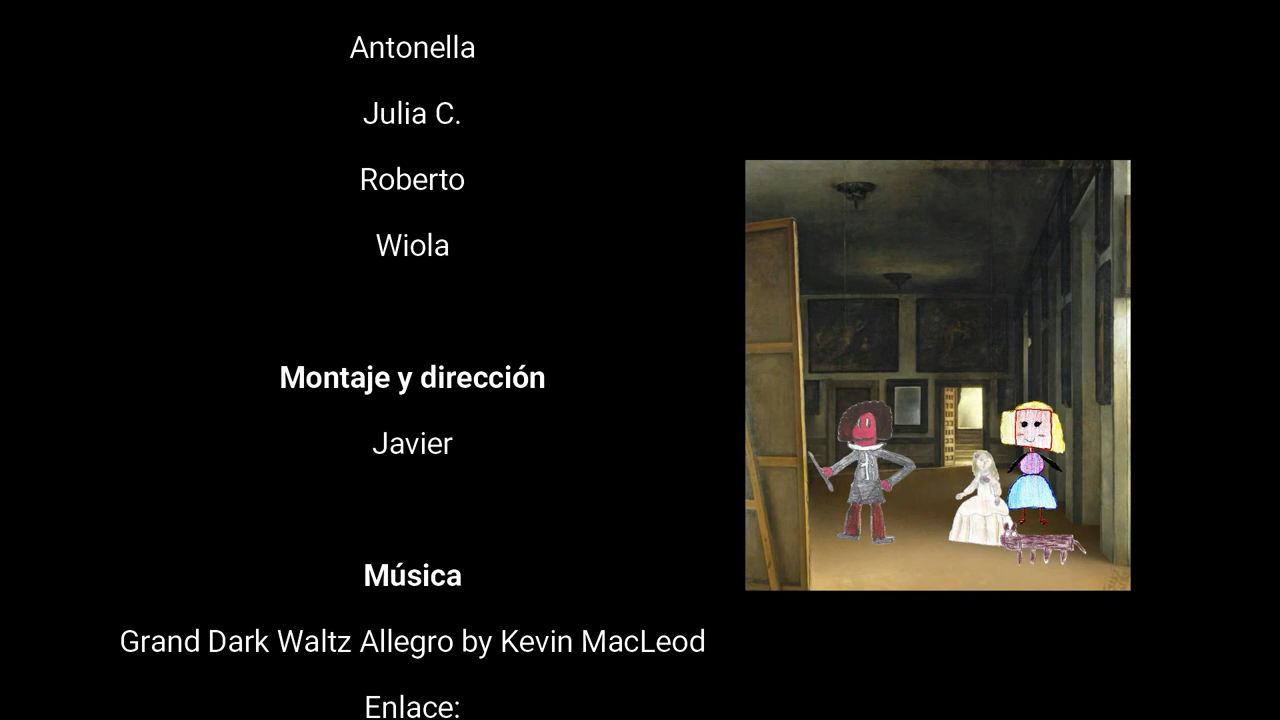 Antonella
Julia C.
Roberto
Wiola
Montaje y dirección
Javier
Música
Grand Dark Waltz Allegro by Kevin MacLeod
Enlace: